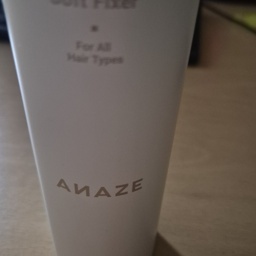 Soft Fixer
For All
Hair Types
ANAZE